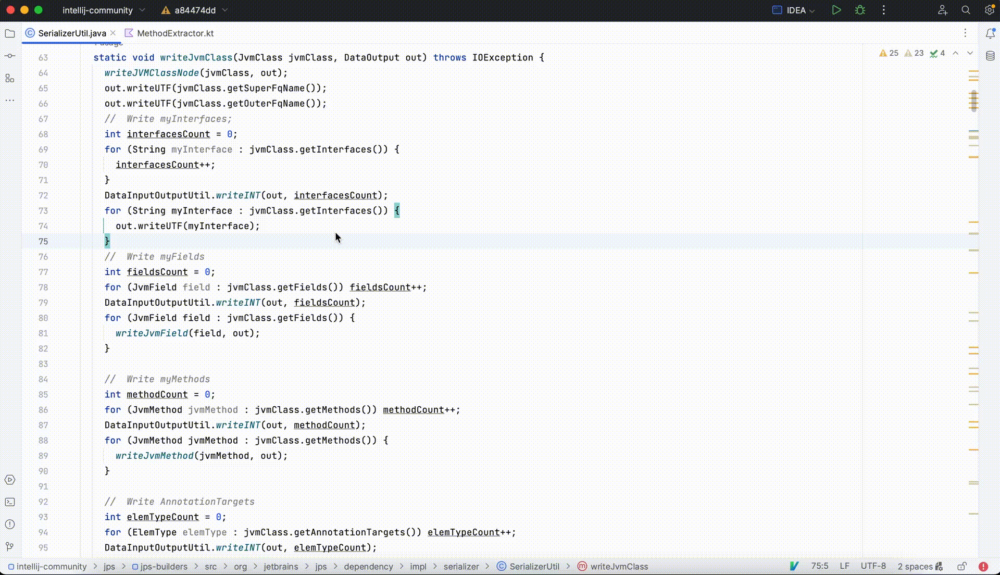 intellij-community a84474dd IDEA
SerializerUtil.java MethodExtractor.kt
25 23 4
63 static void writeJvmClass(JvmClass jvmClass, DataOutput out) throws IOException {
64 writeJVMClassNode(jvmClass, out);
65 out.writeUTF(jvmClass.getSuperFqName());
66 out.writeUTF(jvmClass.getOuterFqName());
67 //  Write myInterfaces;
68 int interfacesCount = 0;
69 for (String myInterface : jvmClass.getInterfaces()) {
70 interfacesCount++;
71 }
72 DataInputOutputUtil.writeINT(out, interfacesCount);
73 for (String myInterface : jvmClass.getInterfaces()) {
74 out.writeUTF(myInterface);
75 }
76 //  Write myFields
77 int fieldsCount = 0;
78 for (JvmField field : jvmClass.getFields()) fieldsCount++;
79 DataInputOutputUtil.writeINT(out, fieldsCount);
80 for (JvmField field : jvmClass.getFields()) {
81 writeJvmField(field, out);
82 }
83
84 //  Write myMethods
85 int methodCount = 0;
86 for (JvmMethod jvmMethod : jvmClass.getMethods()) methodCount++;
87 DataInputOutputUtil.writeINT(out, methodCount);
88 for (JvmMethod jvmMethod : jvmClass.getMethods()) {
89 writeJvmMethod(jvmMethod, out);
90 }
91
92 //  Write AnnotationTargets
93 int elemTypeCount = 0;
94 for (ElemType elemType : jvmClass.getAnnotationTargets()) elemTypeCount++;
95 DataInputOutputUtil.writeINT(out, elemTypeCount);
intellij-community > jps > jps-builders > src > org > jetbrains > jps > dependency > impl > serializer > SerializerUtil > writeJvmClass 75:5 LF UTF-8 2 spaces